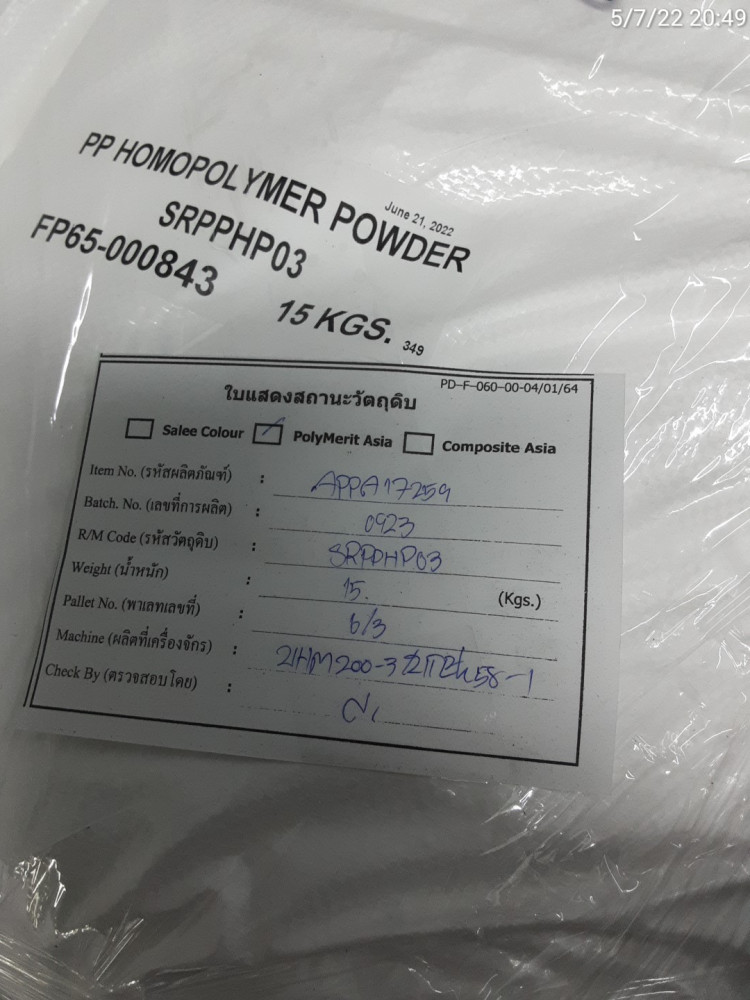 5/7/22 20:49
PP HOMOPOLYMER POWDER
June 21, 2022
SRPPHP03
FP65-000843
15 KGS. 349
PD-F-060-00-04/01/64
ใบแสดงสถานะวัตถุดิบ
Salee Colour PolyMerit Asia Composite Asia
Item No. (รหัสผลิตภัณฑ์) : APPA17259
Batch. No. (เลขที่การผลิต) : 0923
R/M Code (รหัสวัตถุดิบ) : SRPPHP03
Weight (น้ำหนัก) : 15. (Kgs.)
Pallet No. (พาเลทเลขที่) : 6/3
Machine (ผลิตที่เครื่องจักร) :
Check By (ตรวจสอบโดย) :